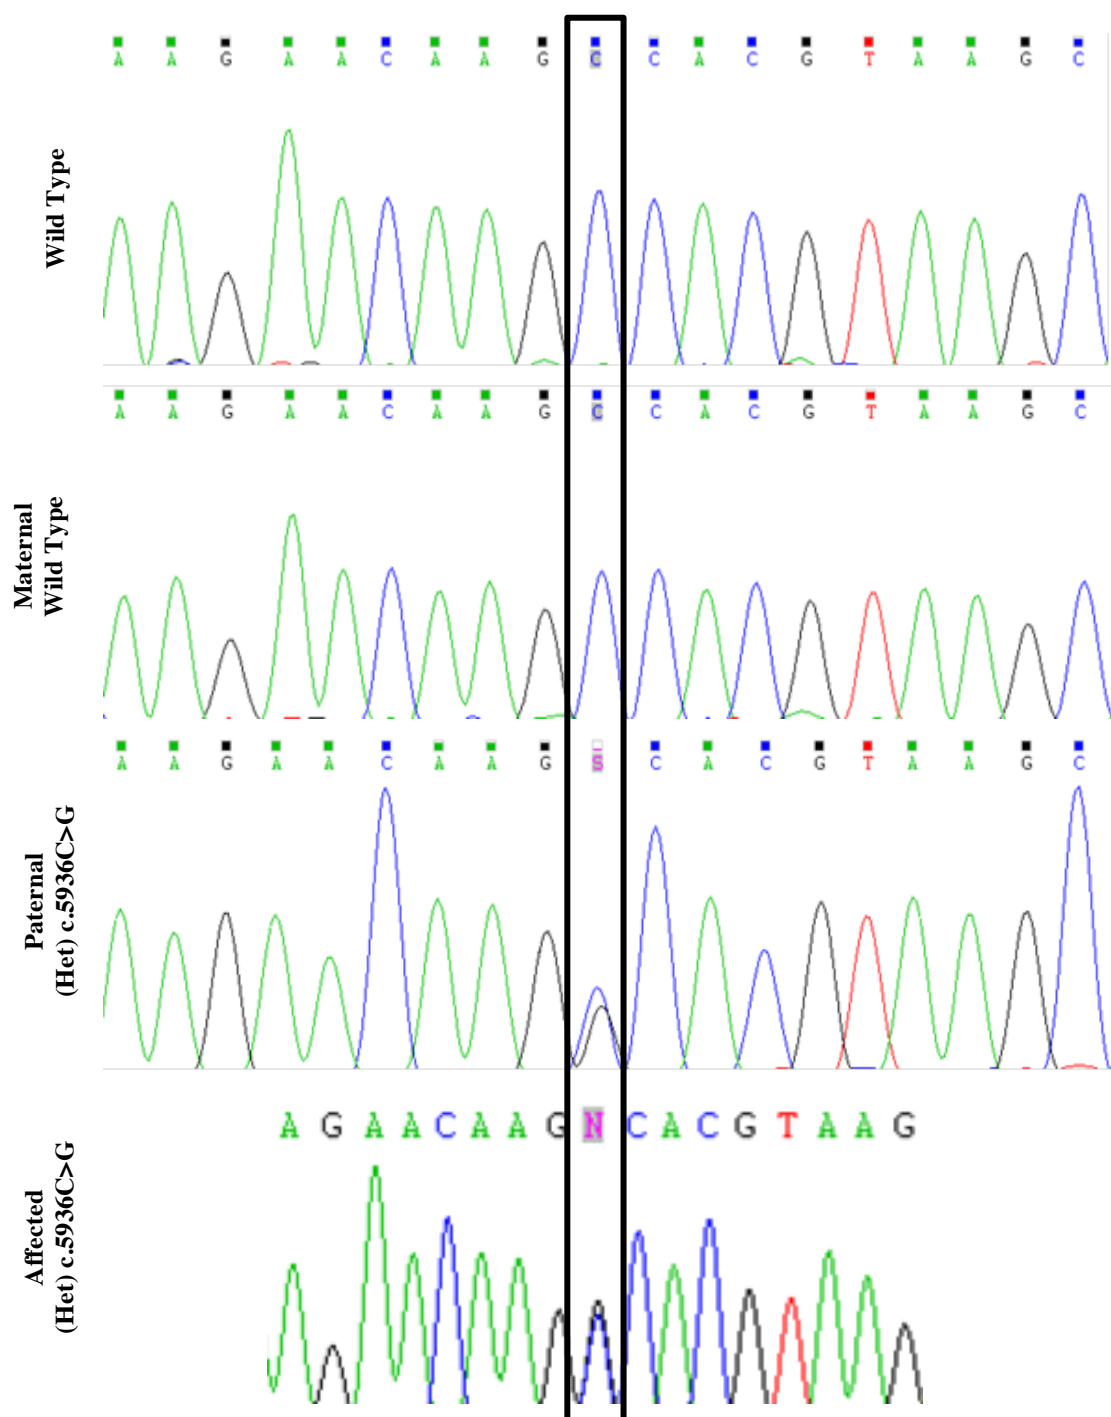 A A G A A C A A G C C A C G T A A G C
Wild Type
A A G A A C A A G C C A C G T A A G C
Maternal
Wild Type
A A G A A C A A G S C A C G T A A G C
Paternal
(Het) c.5936C>G
A G A A C A A G N C A C G T A A G
Affected
(Het) c.5936C>G